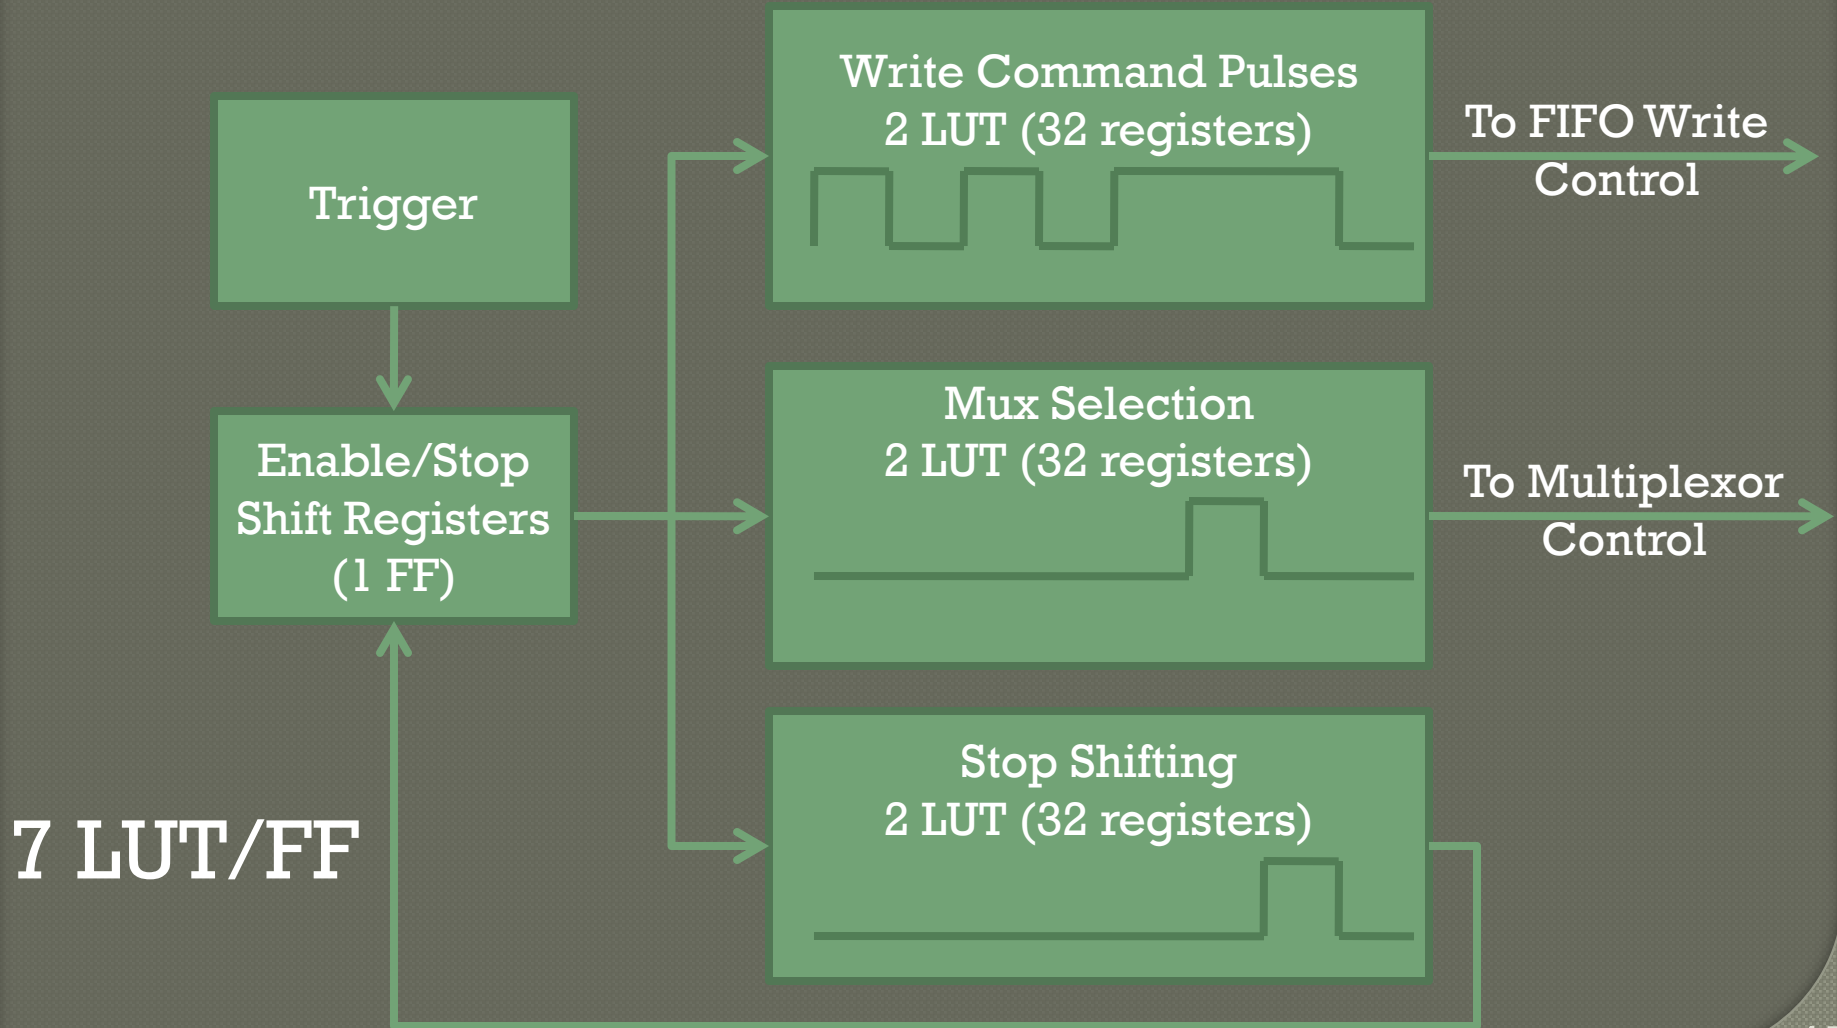 Trigger
Enable/Stop
Shift Registers
(1 FF)
Write Command Pulses
2 LUT (32 registers)
To FIFO Write
Control
Mux Selection
2 LUT (32 registers)
To Multiplexor
Control
Stop Shifting
2 LUT (32 registers)
7 LUT/FF